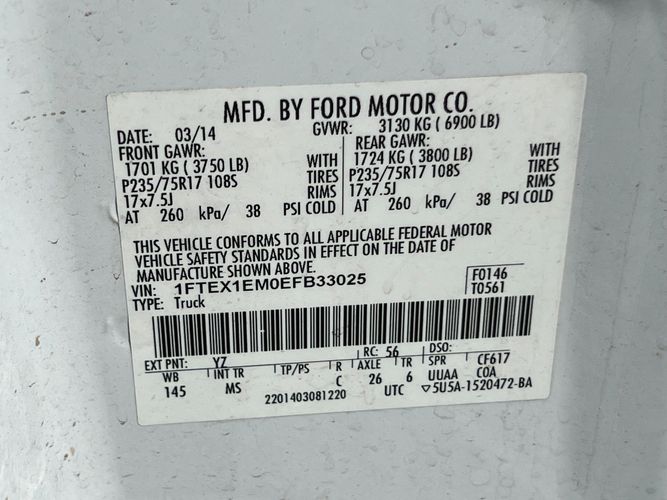 MFD. BY FORD MOTOR CO.
DATE: 03/14 GVWR: 3130 KG ( 6900 LB)
FRONT GAWR: REAR GAWR:
1701 KG ( 3750 LB) WITH 1724 KG ( 3800 LB) WITH
P235/75R17 108S TIRES P235/75R17 108S TIRES
17x7.5J RIMS 17x7.5J RIMS
AT 260 kPa/ 38 PSI COLD AT 260 kPa/ 38 PSI COLD
THIS VEHICLE CONFORMS TO ALL APPLICABLE FEDERAL MOTOR
VEHICLE SAFETY STANDARDS IN EFFECT ON THE DATE OF
MANUFACTURE SHOWN ABOVE.
VIN: 1FTEX1EM0EFB33025 F0146
TYPE: Truck T0561
EXT PNT: YZ RC: 56 DSO:
WB INT TR TP/PS R AXLE TR SPR CF617
145 MS C 26 6 UUAA COA
2201403081220 UTC ▽5U5A-1520472-BA